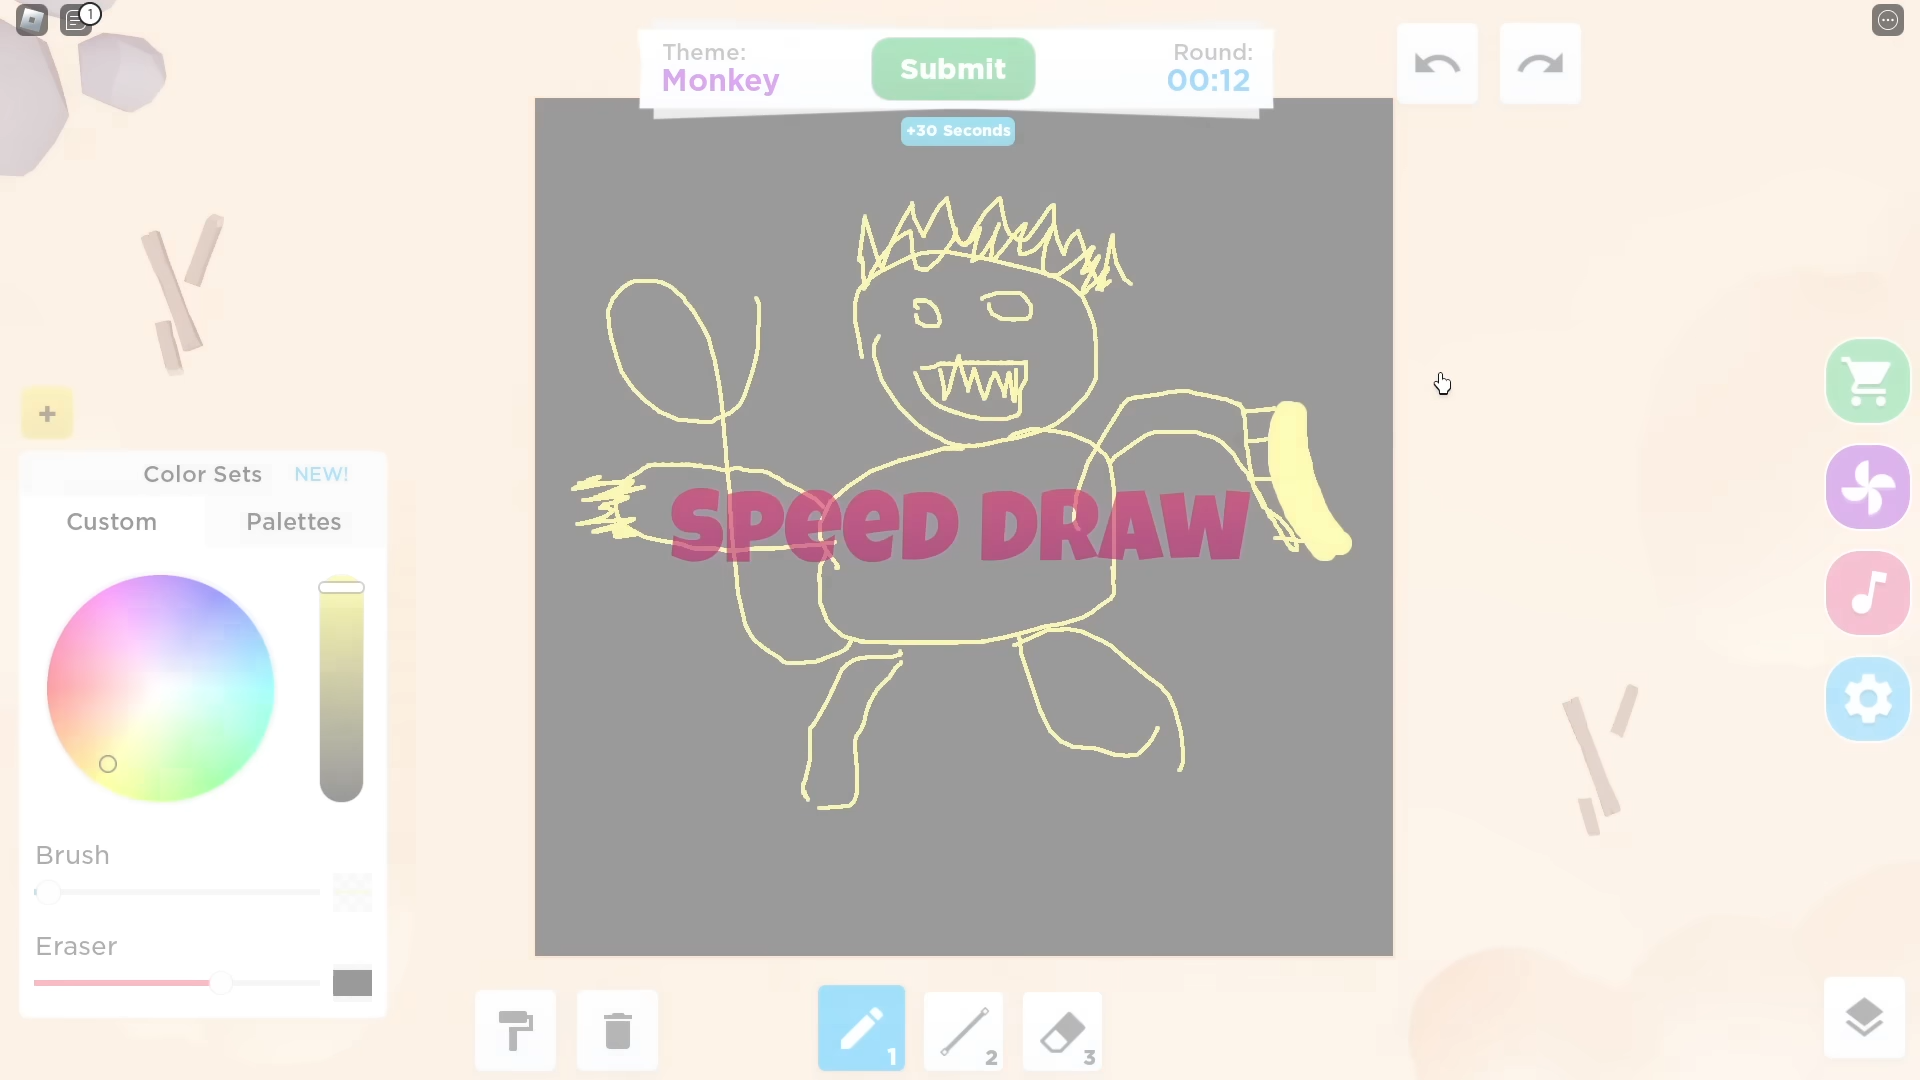 1
Theme:
Monkey
Submit
Round:
00:12
+30 Seconds
Color Sets NEW!
Custom
Palettes
SPeeD DRAW
Brush
Eraser
1
2
3